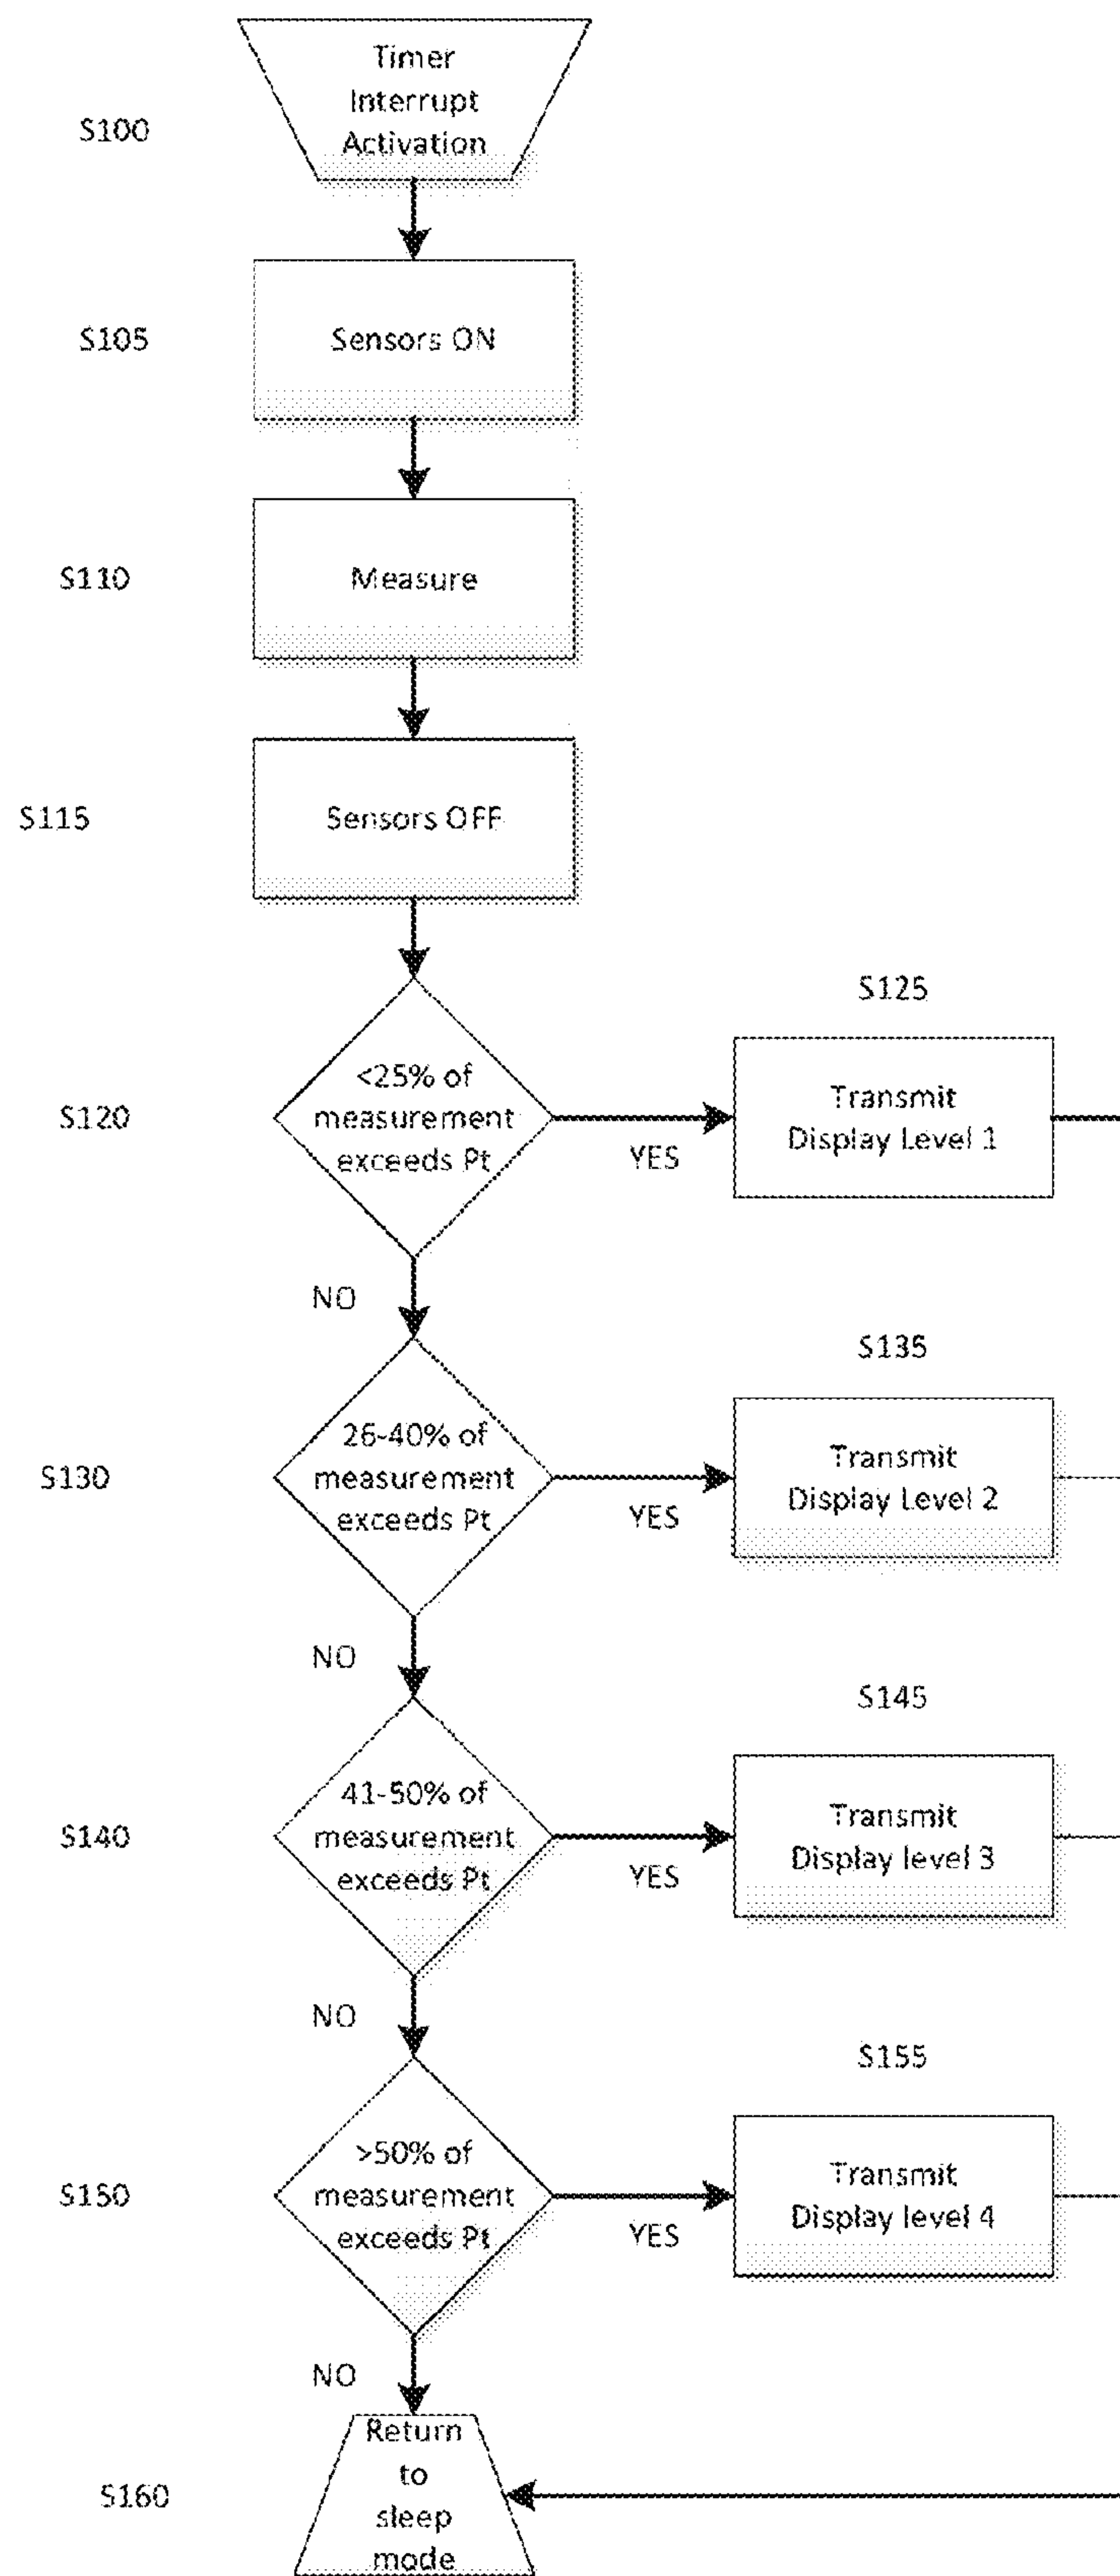 Timer
Interrupt
Activation
S100
Sensors ON
S105
Measure
S110
Sensors OFF
S115
S125
<25% of
measurement
exceeds Pt
S120
YES
Transmit
Display Level 1
NO
S135
26-40% of
measurement
exceeds Pt
S130
YES
Transmit
Display Level 2
NO
S145
41-50% of
measurement
exceeds Pt
S140
YES
Transmit
Display level 3
NO
S155
>50% of
measurement
exceeds Pt
S150
YES
Transmit
Display level 4
NO
Return
to
sleep
mode
S160